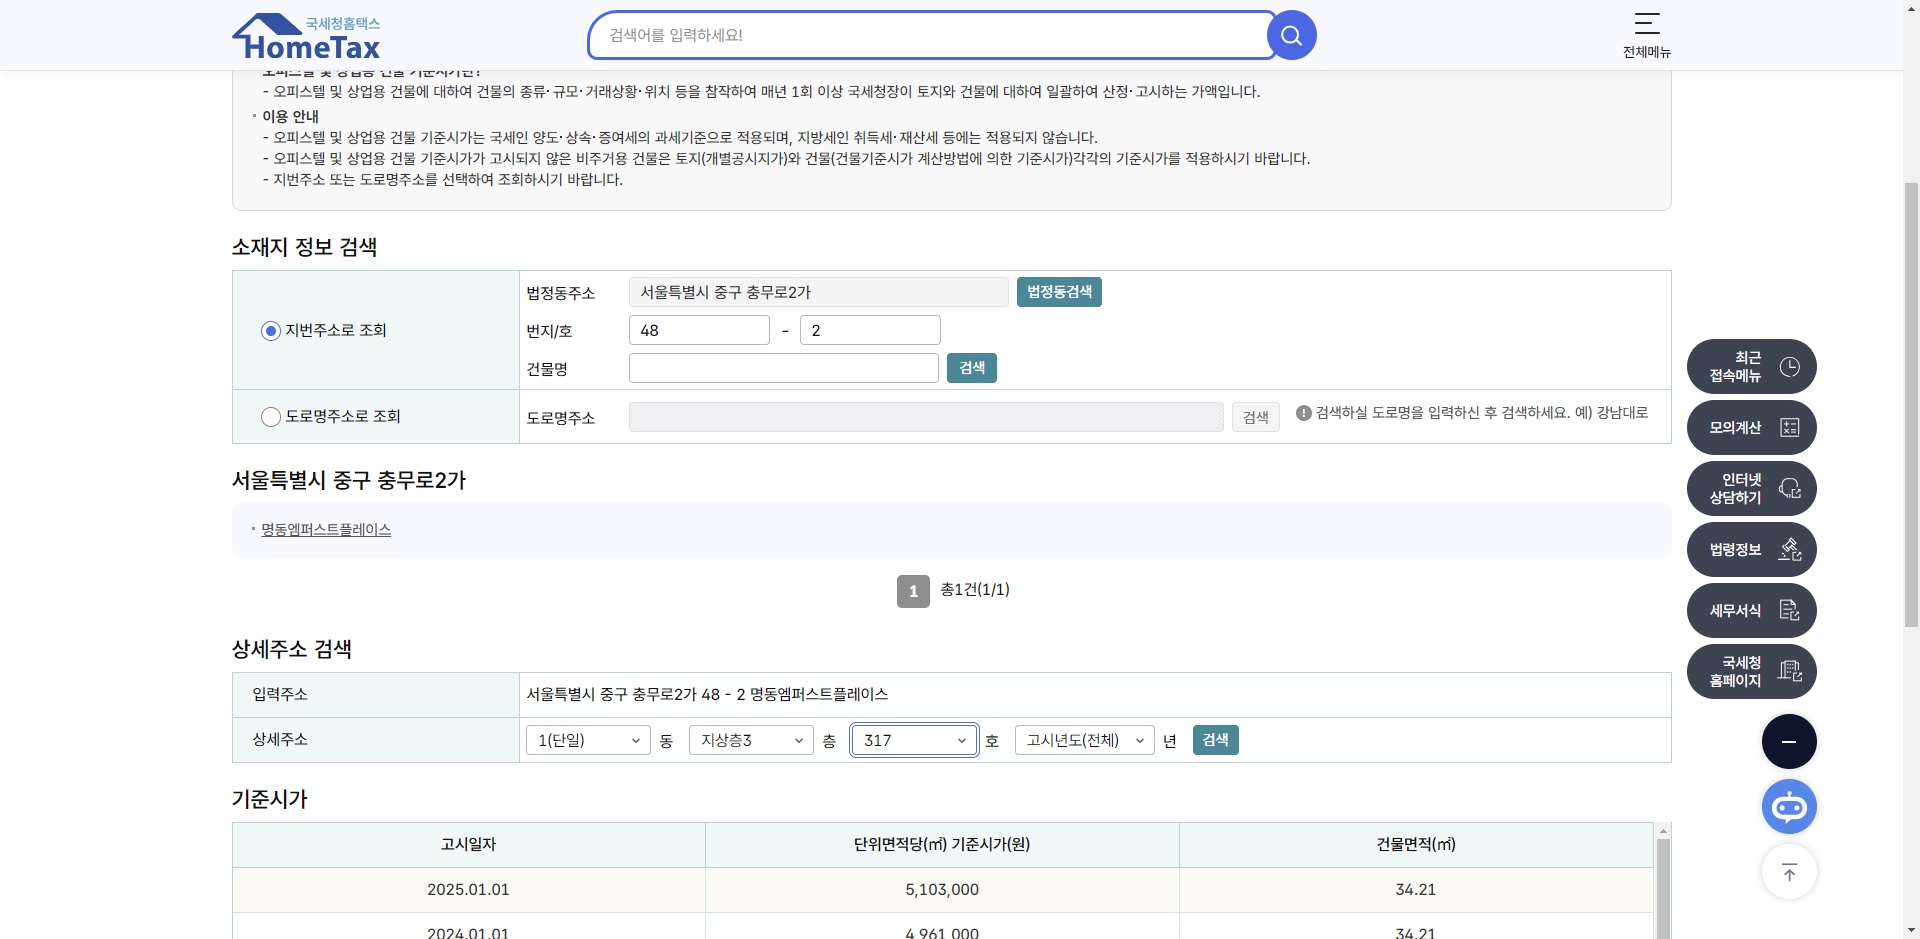 국세청홈택스
HomeTax
검색어를 입력하세요!
전체메뉴
오피스텔 및 상업용 건물 기준시가란?
- 오피스텔 및 상업용 건물에 대하여 건물의 종류·규모·거래상황·위치 등을 참작하여 매년 1회 이상 국세청장이 토지와 건물에 대하여 일괄하여 산정·고시하는 가액입니다.
· 이용 안내
- 오피스텔 및 상업용 건물 기준시가는 국세인 양도·상속·증여세의 과세기준으로 적용되며, 지방세인 취득세·재산세 등에는 적용되지 않습니다.
- 오피스텔 및 상업용 건물 기준시가가 고시되지 않은 비주거용 건물은 토지(개별공시지가)와 건물(건물기준시가 계산방법에 의한 기준시가)각각의 기준시가를 적용하시기 바랍니다.
- 지번주소 또는 도로명주소를 선택하여 조회하시기 바랍니다.
소재지 정보 검색
지번주소로 조회
법정동주소 서울특별시 중구 충무로2가 법정동검색
번지/호 48 - 2
건물명 검색
도로명주소로 조회
도로명주소 검색 검색하실 도로명을 입력하신 후 검색하세요. 예) 강남대로
서울특별시 중구 충무로2가
· 명동엠퍼스트플레이스
1 총1건(1/1)
상세주소 검색
입력주소 서울특별시 중구 충무로2가 48 - 2 명동엠퍼스트플레이스
상세주소 1(단일) 동 지상층3 층 317 호 고시년도(전체) 년 검색
기준시가
고시일자 단위면적당(㎡) 기준시가(원) 건물면적(㎡)
2025.01.01 5,103,000 34.21
2024.01.01 4,961,000 34.21
최근
접속메뉴
모의계산
인터넷
상담하기
법령정보
세무서식
국세청
홈페이지